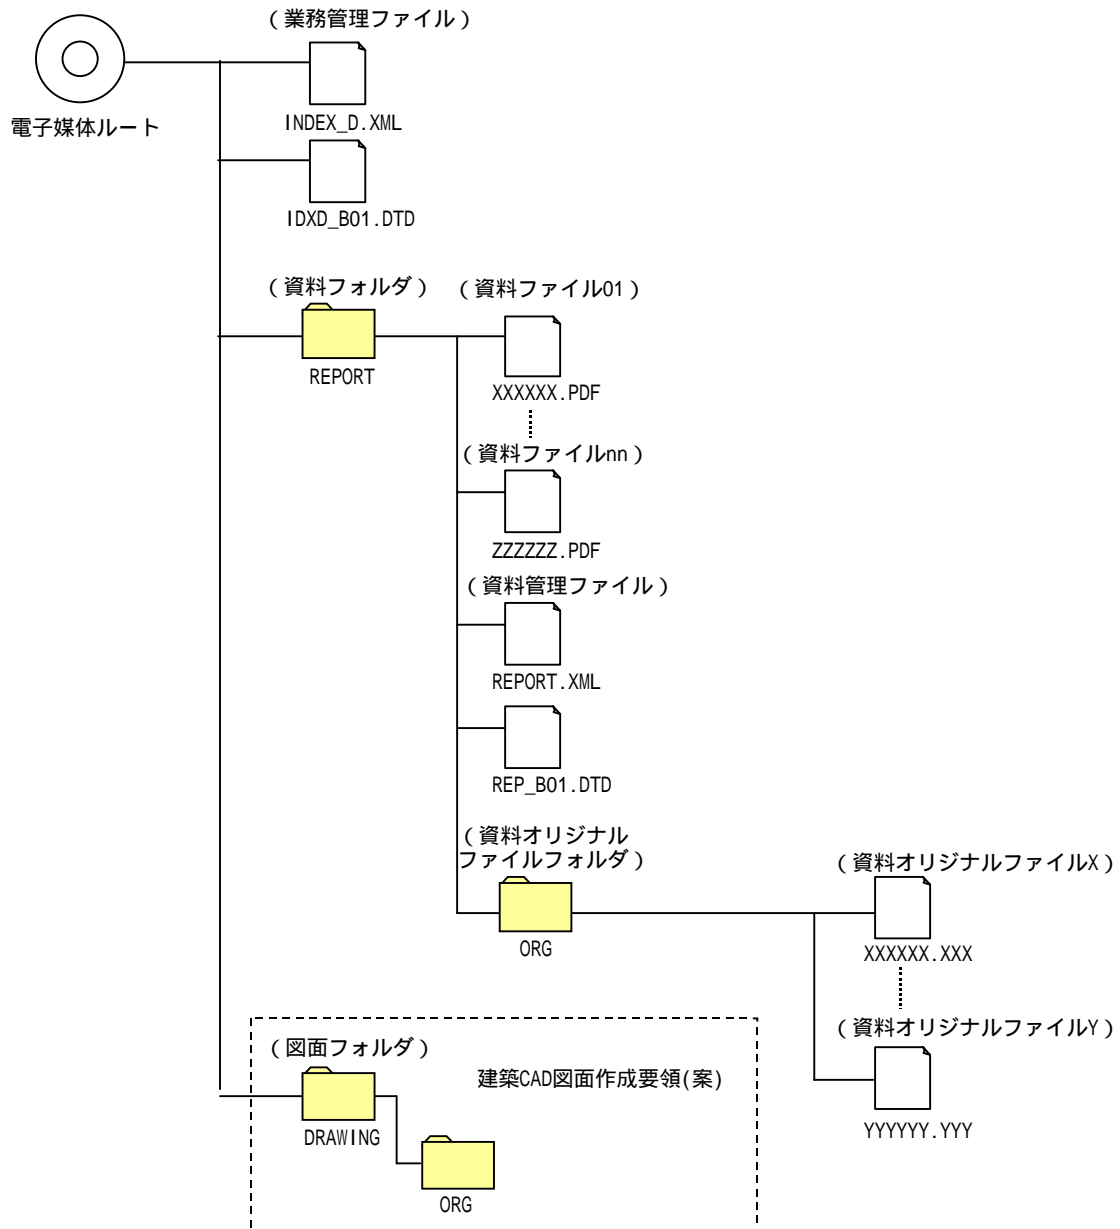 （業務管理ファイル）
電子媒体ルート
INDEX_D.XML
IDXD_B01.DTD
（資料フォルダ）
REPORT
（資料ファイル01）
XXXXXX.PDF
（資料ファイルnn）
ZZZZZZ.PDF
（資料管理ファイル）
REPORT.XML
REP_B01.DTD
（資料オリジナル
ファイルフォルダ）
ORG
（資料オリジナルファイルX）
XXXXXX.XXX
（資料オリジナルファイルY）
YYYYYY.YYY
（図面フォルダ）
建築CAD図面作成要領(案)
DRAWING
ORG